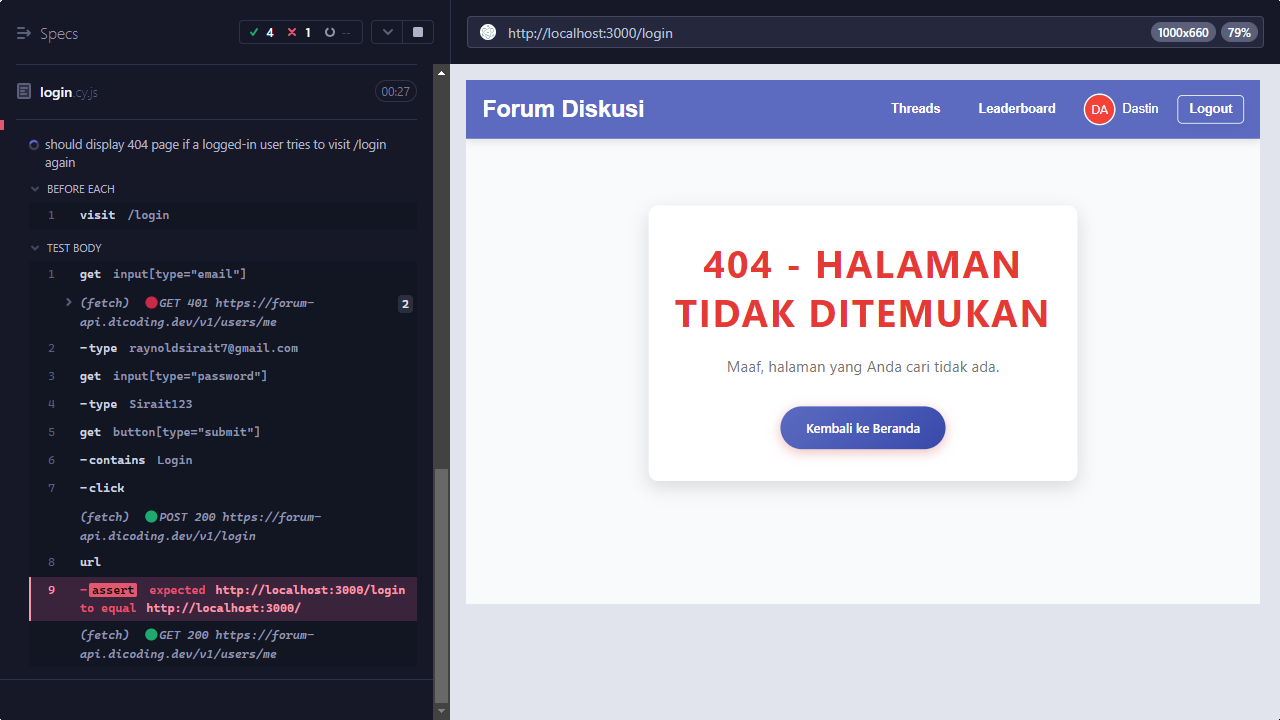 Specs
4
1
--
login cy.js
00:27
should display 404 page if a logged-in user tries to visit /login
again
BEFORE EACH
1 visit /login
TEST BODY
1 get input[type="email"]
(fetch) GET 401 https://forum-
api.dicoding.dev/v1/users/me
2
2 -type raynoldsirait7@gmail.com
3 get input[type="password"]
4 -type Sirait123
5 get button[type="submit"]
6 -contains Login
7 -click
(fetch) POST 200 https://forum-
api.dicoding.dev/v1/login
8 url
9 -assert expected http://localhost:3000/login
to equal http://localhost:3000/
(fetch) GET 200 https://forum-
api.dicoding.dev/v1/users/me
http://localhost:3000/login
1000x660
79%
Forum Diskusi
Threads
Leaderboard
DA
Dastin
Logout
404 - HALAMAN
TIDAK DITEMUKAN
Maaf, halaman yang Anda cari tidak ada.
Kembali ke Beranda